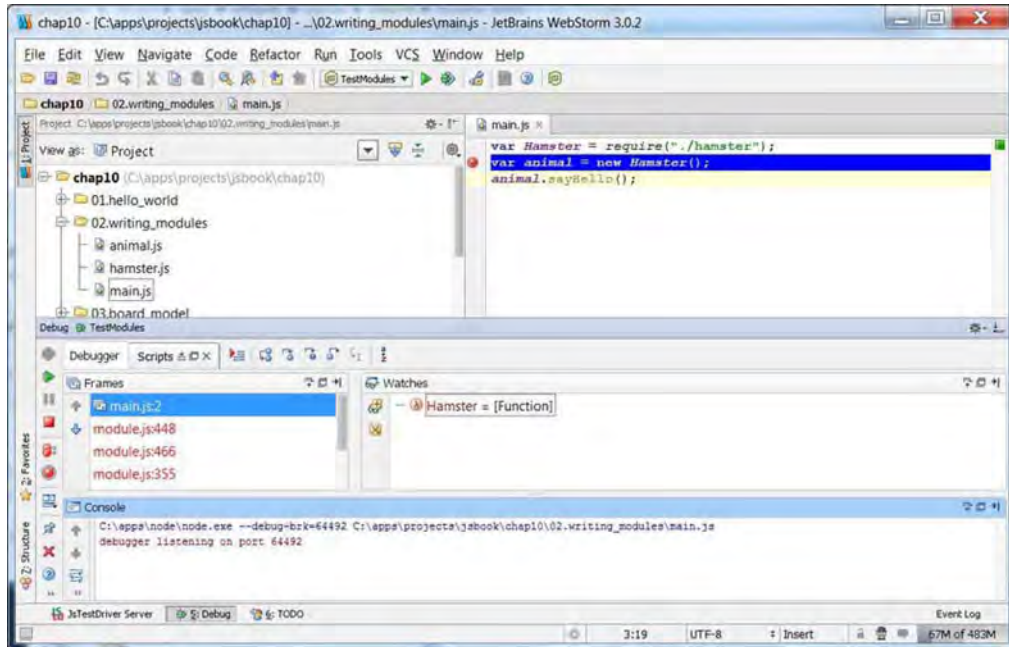 chap10 - [C:\apps\projects\jsbook\chap10] - ...\02.writing_modules\main.js - JetBrains WebStorm 3.0.2
File Edit View Navigate Code Refactor Run Tools VCS Window Help
TestModules
chap10 02.writing_modules main.js
Project C:\apps\projects\jsbook\chap10\02.writing_modules\main.js
main.js
1: Project
View as: Project
var Hamster = require("./hamster");
var animal = new Hamster();
animal.sayHello();
chap10 (C:\apps\projects\jsbook\chap10)
01.hello_world
02.writing_modules
animal.js
hamster.js
main.js
03.board_model
Debug TestModules
Debugger Scripts
Frames
Watches
main.js:2
Hamster = [Function]
module.js:448
module.js:466
module.js:355
2: Favorites
Console
C:\apps\node\node.exe --debug-brk=64492 C:\apps\projects\jsbook\chap10\02.writing_modules\main.js
debugger listening on port 64492
Z: Structure
JsTestDriver Server 5: Debug 6: TODO Event Log
3:19 UTF-8 Insert 67M of 483M